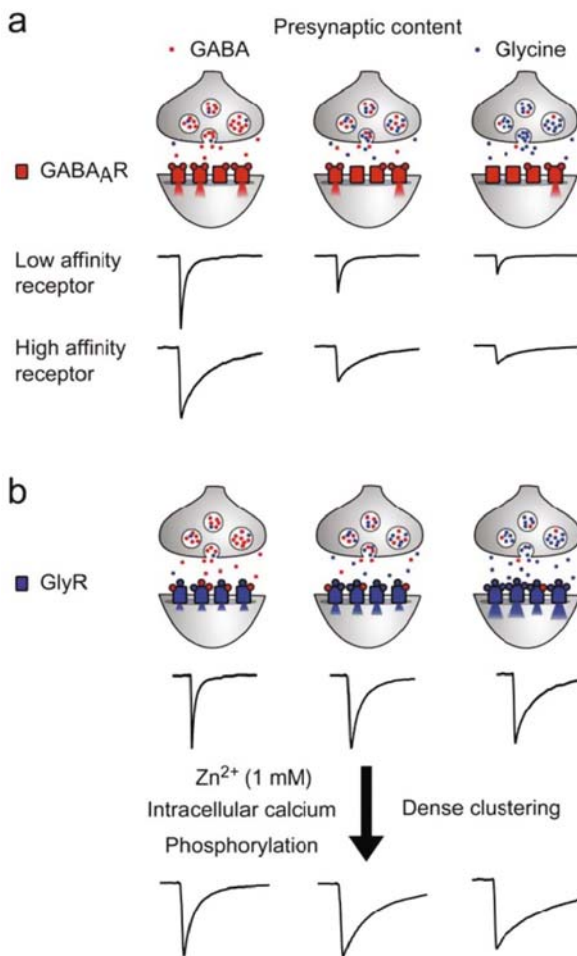 a
Presynaptic content
GABA
Glycine
GABAAR
Low affinity
receptor
High affinity
receptor
b
GlyR
Zn2+ (1 mM)
Intracellular calcium
Dense clustering
Phosphorylation